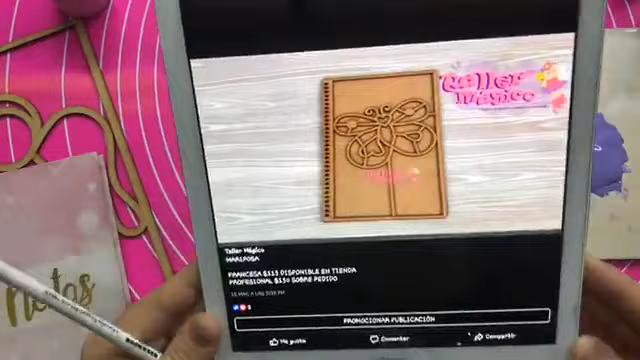 Taller
Mágico
Taller Mágico
MARIPOSA
FRANCESA $115 DISPONIBLE EN TIENDA
PROFESIONAL $130 SOBRE PEDIDO
PROMOCIONAR PUBLICACIÓN
Me gusta
Comentar
Compartir
Notas